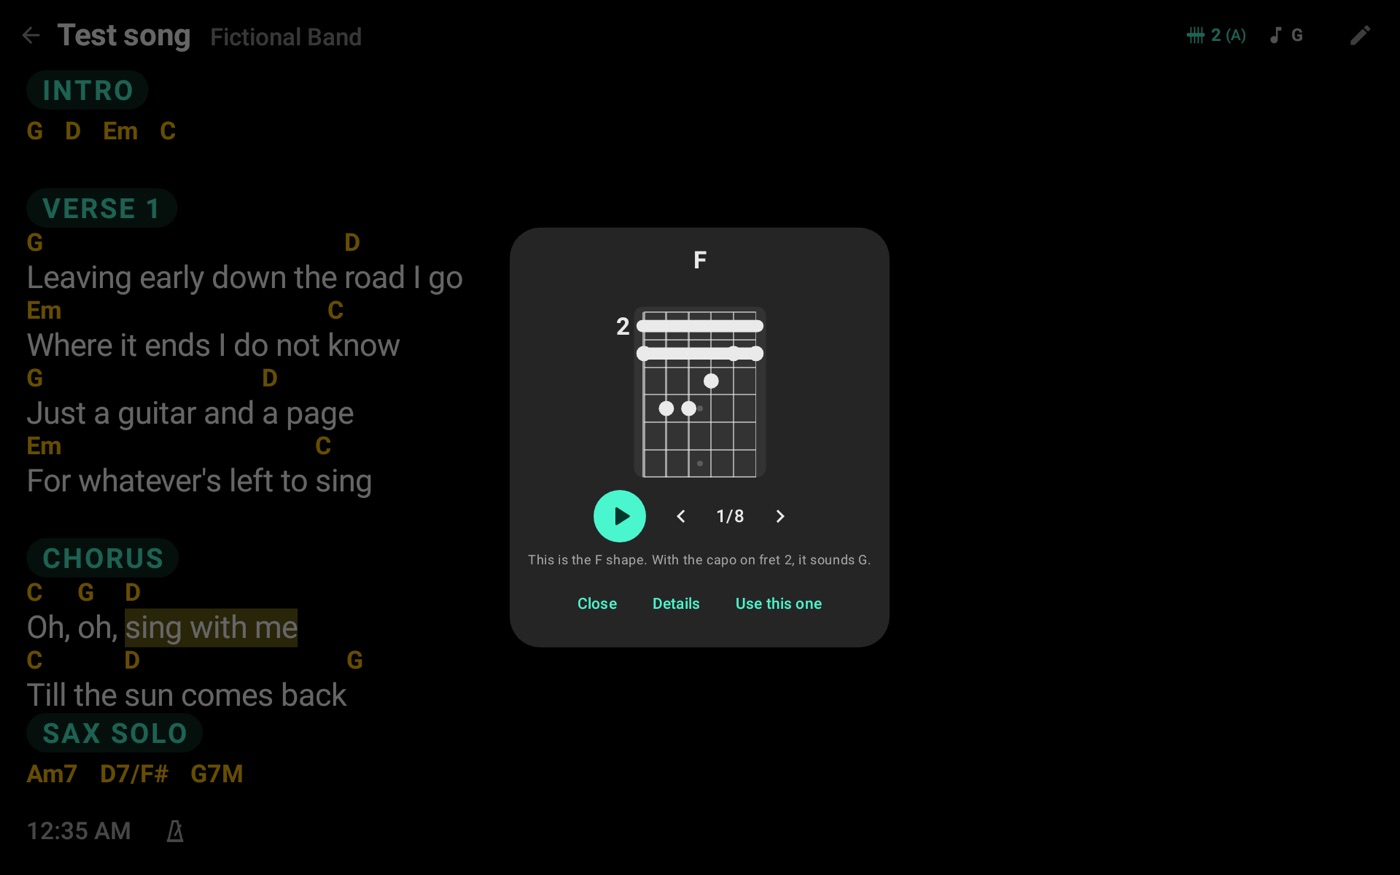 Test song Fictional Band 2 (A) G
INTRO
G D Em C
VERSE 1
G D
Leaving early down the road I go
Em C
Where it ends I do not know
G D
Just a guitar and a page
Em C
For whatever's left to sing
CHORUS
C G D
Oh, oh, sing with me
C D G
Till the sun comes back
SAX SOLO
Am7 D7/F# G7M
12:35 AM
F
2
1/8
This is the F shape. With the capo on fret 2, it sounds G.
Close Details Use this one